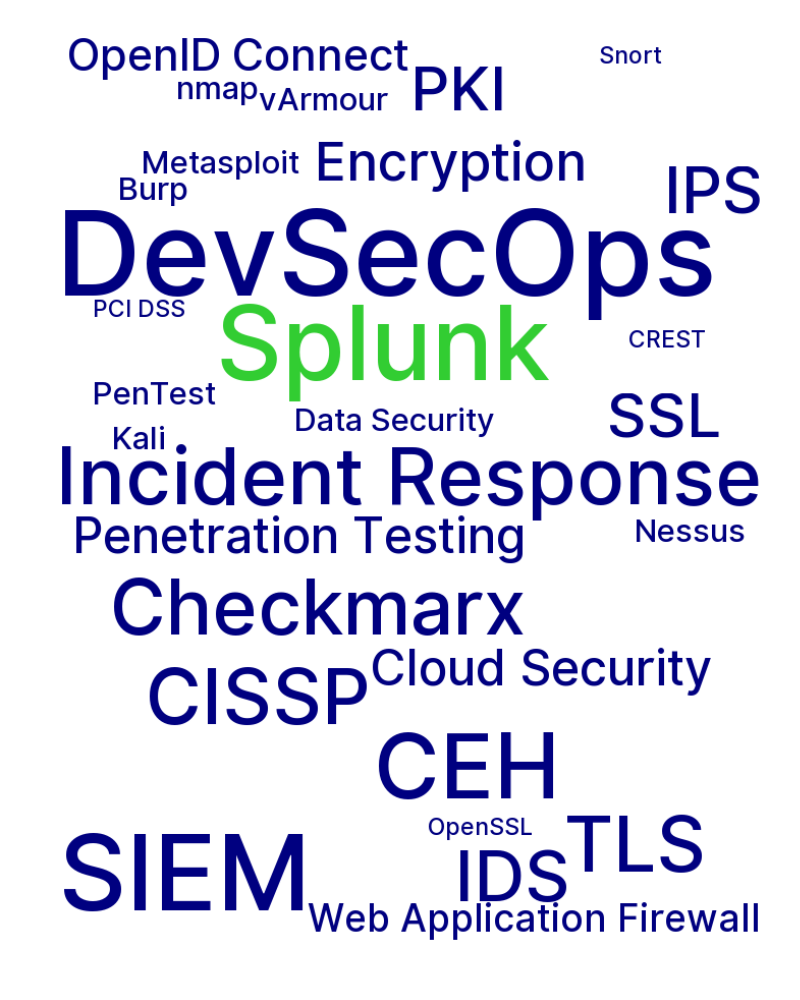 OpenID Connect
Snort
nmap
vArmour
PKI
Metasploit
Encryption
Burp
IPS
DevSecOps
PCI DSS
Splunk
CREST
PenTest
Data Security
SSL
Kali
Incident Response
Penetration Testing
Nessus
Checkmarx
Cloud Security
CISSP
CEH
OpenSSL
TLS
SIEM
IDS
Web Application Firewall